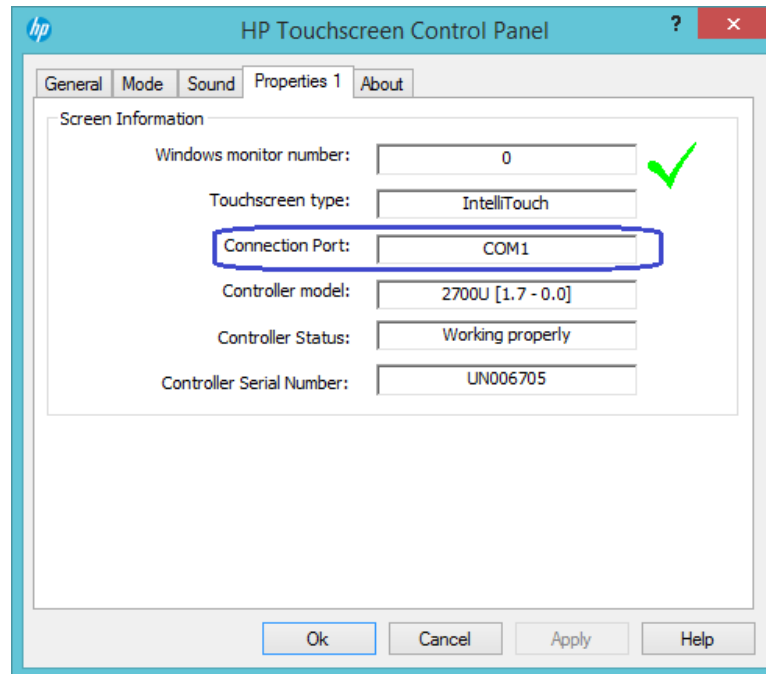 hp HP Touchscreen Control Panel ? ×
General Mode Sound Properties 1 About
Screen Information
Windows monitor number: 0
Touchscreen type: IntelliTouch
Connection Port: COM1
Controller model: 2700U [1.7 - 0.0]
Controller Status: Working properly
Controller Serial Number: UN006705
Ok Cancel Apply Help